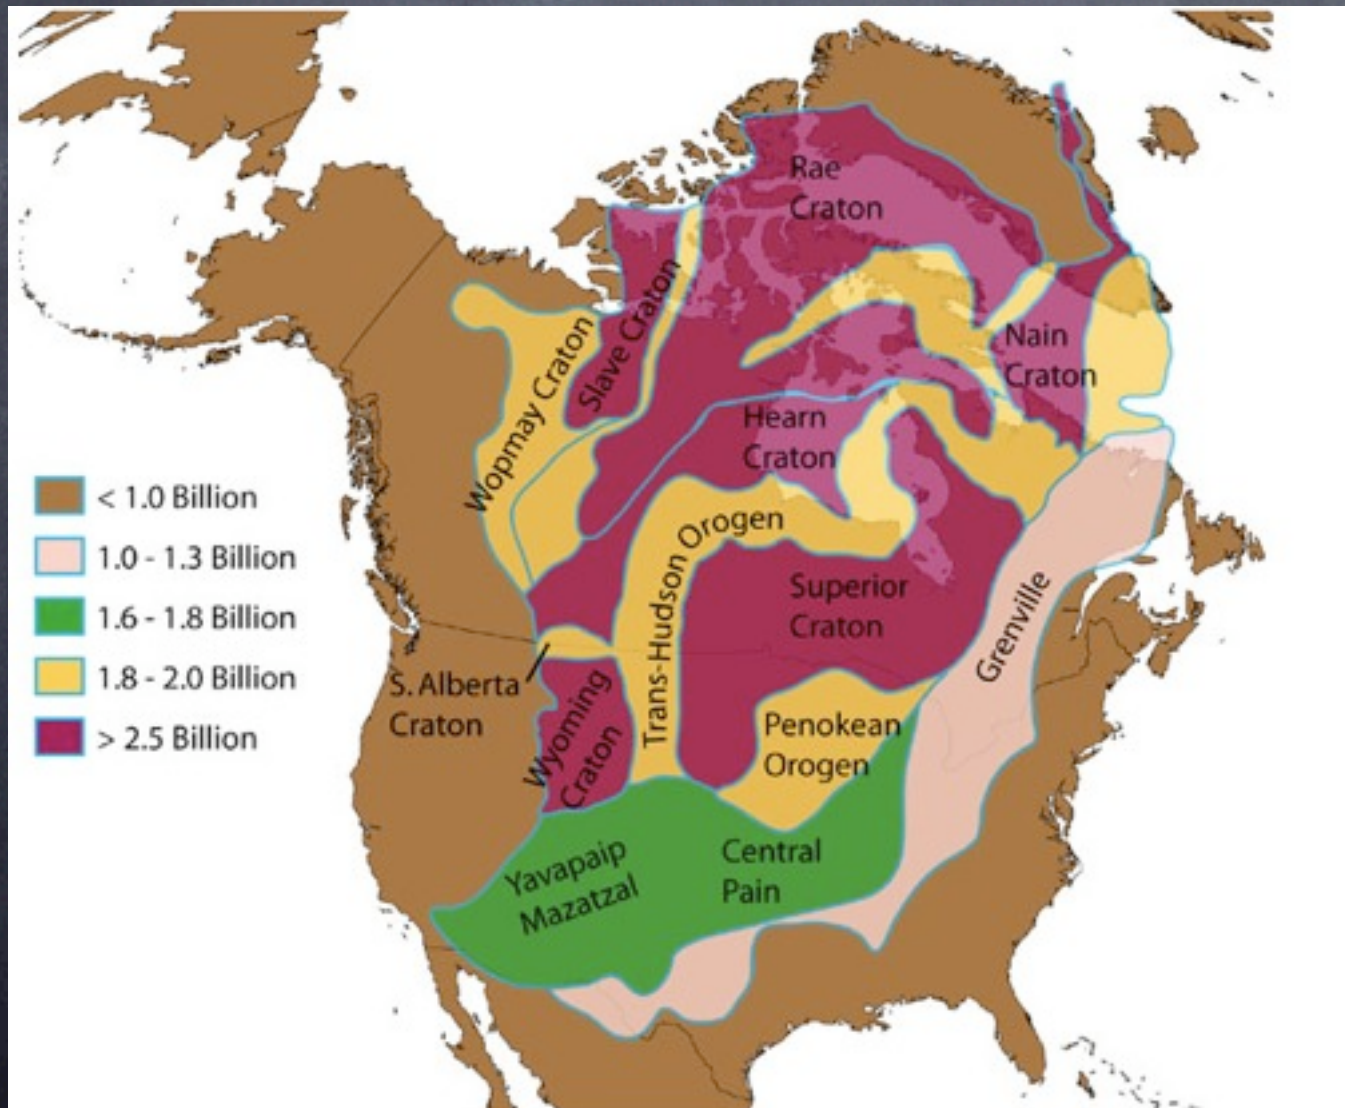 Rae
Craton
Slave Craton
Wopmay Craton
Nain
Craton
Hearn
Craton
Trans-Hudson Orogen
Superior
Craton
Grenville
S. Alberta
Craton
Wyoming
Craton
Penokean
Orogen
Yavapaip
Mazatzal
Central
Pain
< 1.0 Billion
1.0 - 1.3 Billion
1.6 - 1.8 Billion
1.8 - 2.0 Billion
> 2.5 Billion